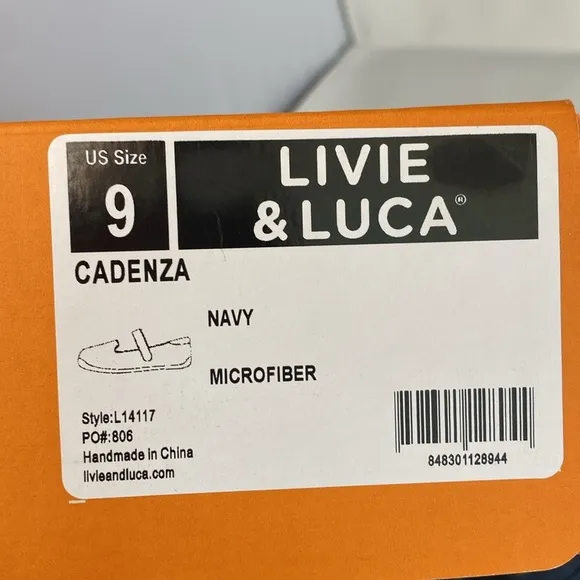 US Size
9
LIVIE
& LUCA®
CADENZA
NAVY
MICROFIBER
Style:L14117
PO#:806
Handmade in China
livieandluca.com
848301128944